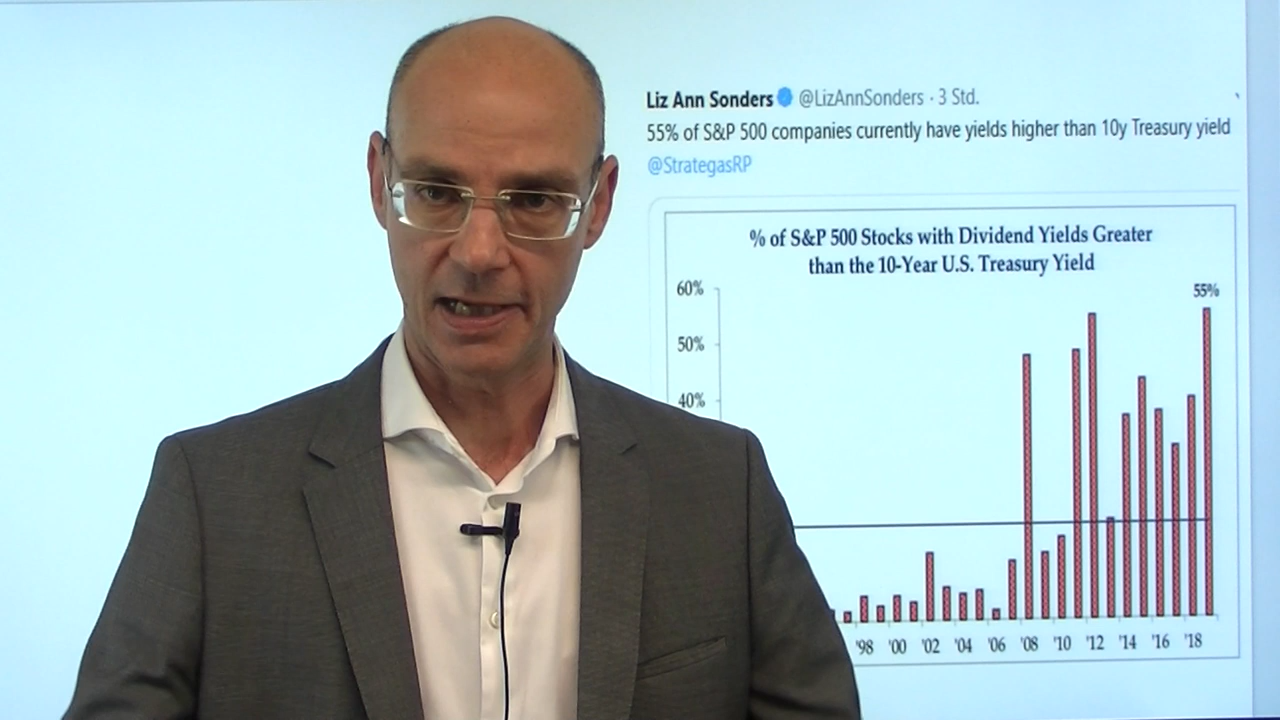 Liz Ann Sonders @LizAnnSonders · 3 Std.
55% of S&P 500 companies currently have yields higher than 10y Treasury yield
@StrategasRP
% of S&P 500 Stocks with Dividend Yields Greater
than the 10-Year U.S. Treasury Yield
60%
55%
50%
40%
'98 '00 '02 '04 '06 '08 '10 '12 '14 '16 '18